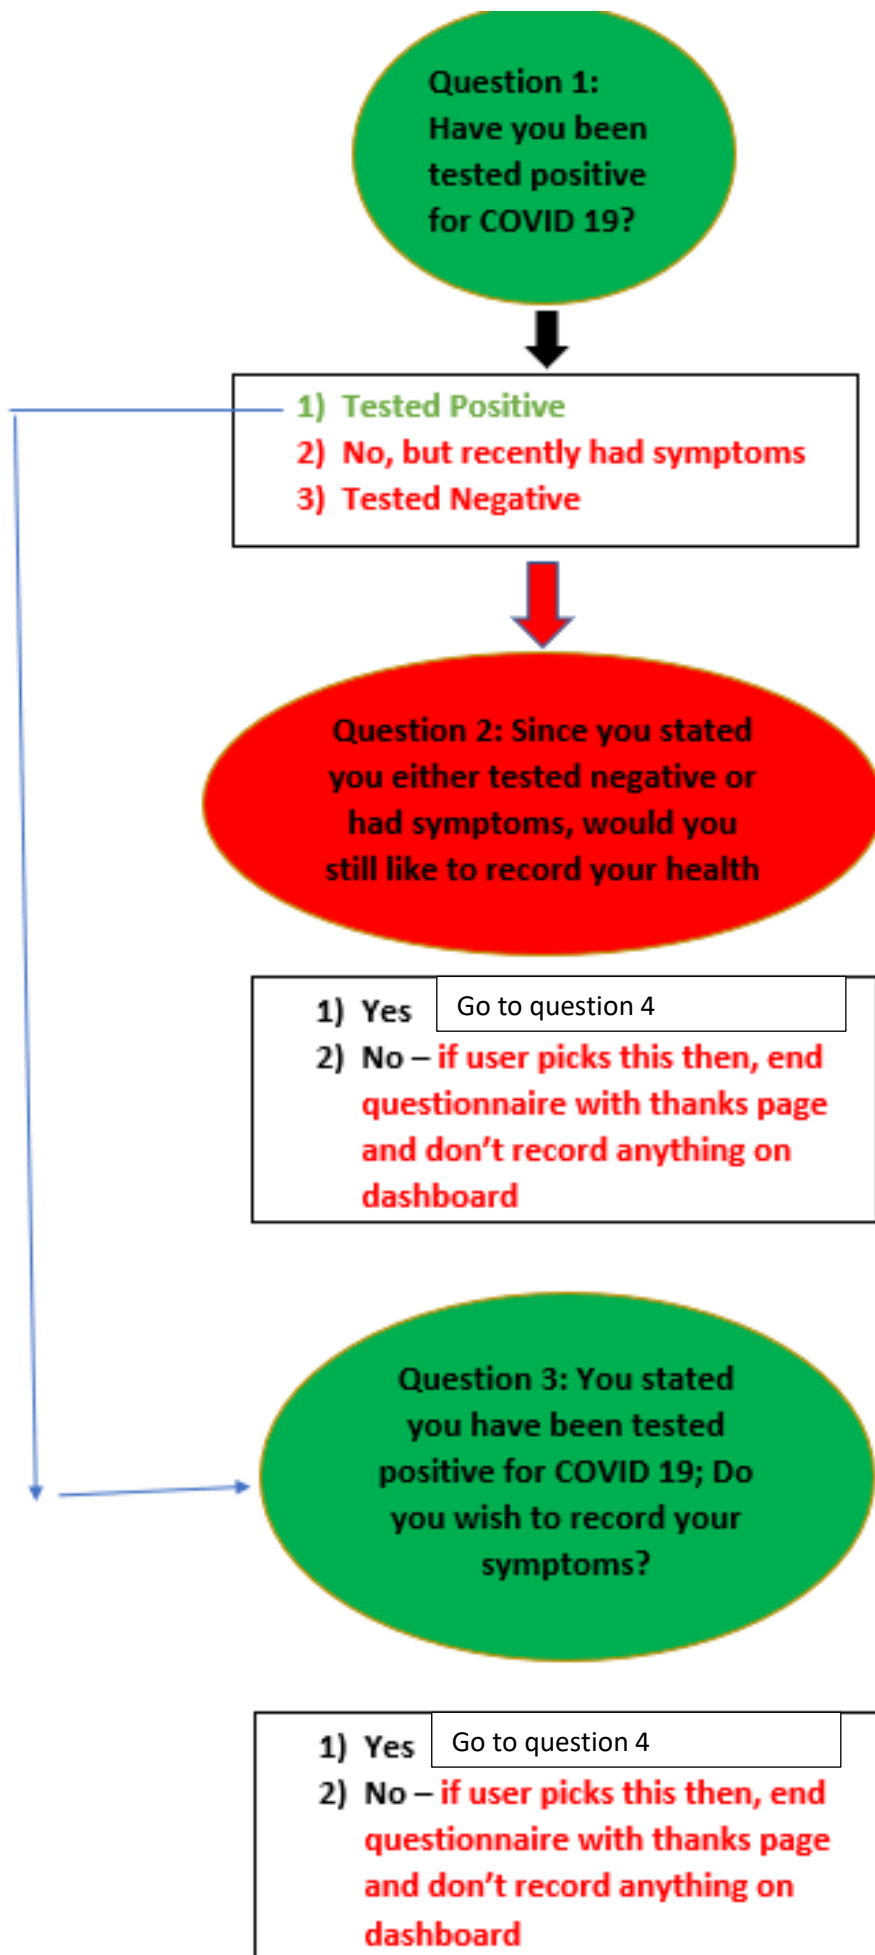 Question 1:
Have you been
tested positive
for COVID 19?
1) Tested Positive
2) No, but recently had symptoms
3) Tested Negative
Question 2: Since you stated
you either tested negative or
had symptoms, would you
still like to record your health
1) Yes Go to question 4
2) No – if user picks this then, end
questionnaire with thanks page
and don’t record anything on
dashboard
Question 3: You stated
you have been tested
positive for COVID 19; Do
you wish to record your
symptoms?
1) Yes Go to question 4
2) No – if user picks this then, end
questionnaire with thanks page
and don’t record anything on
dashboard